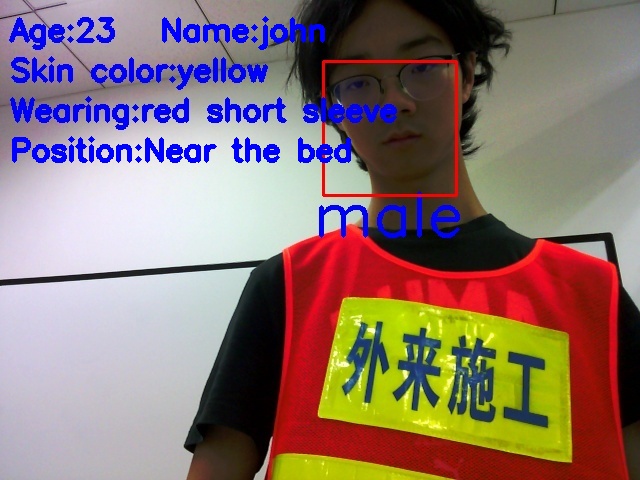 Age:23 Name:john
Skin color:yellow
Wearing:red short sleeve
Position:Near the bed
male
外来施工